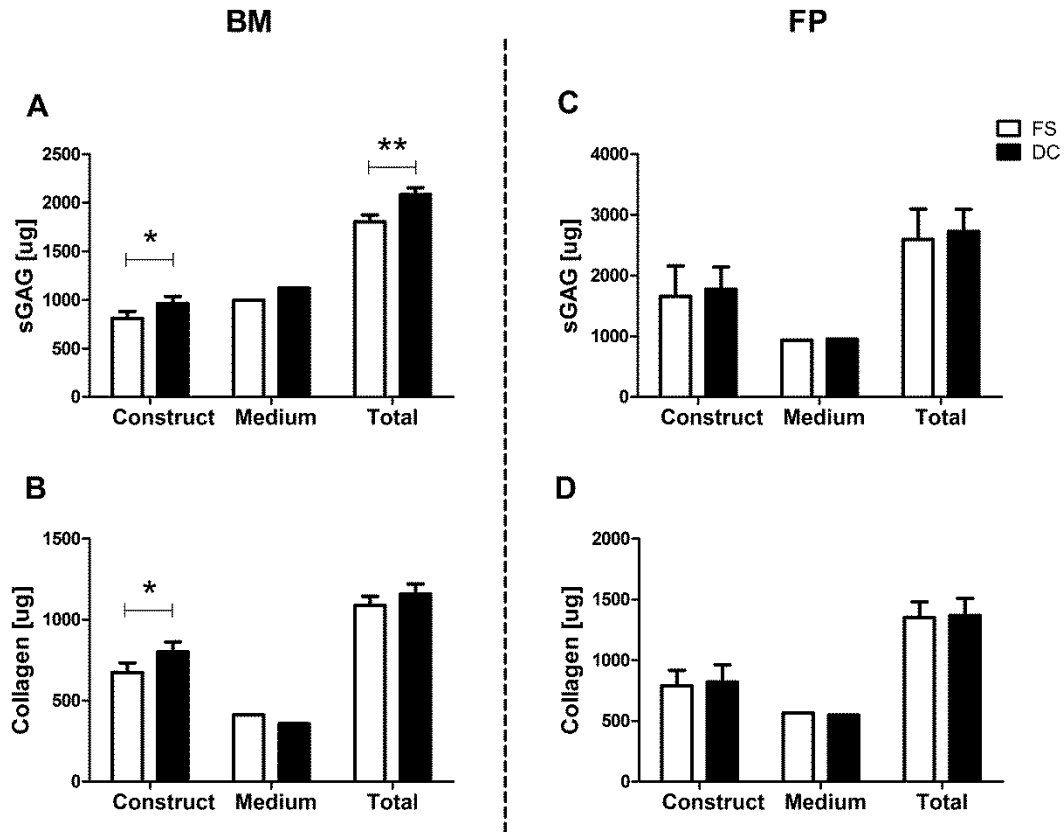 BM
FP
A
sGAG [ug]
2500
2000
1500
1000
500
0
*
**
Construct Medium Total
C
sGAG [ug]
4000
3000
2000
1000
0
Construct Medium Total
FS
DC
B
Collagen [ug]
1500
1000
500
0
*
Construct Medium Total
D
Collagen [ug]
2000
1500
1000
500
0
Construct Medium Total